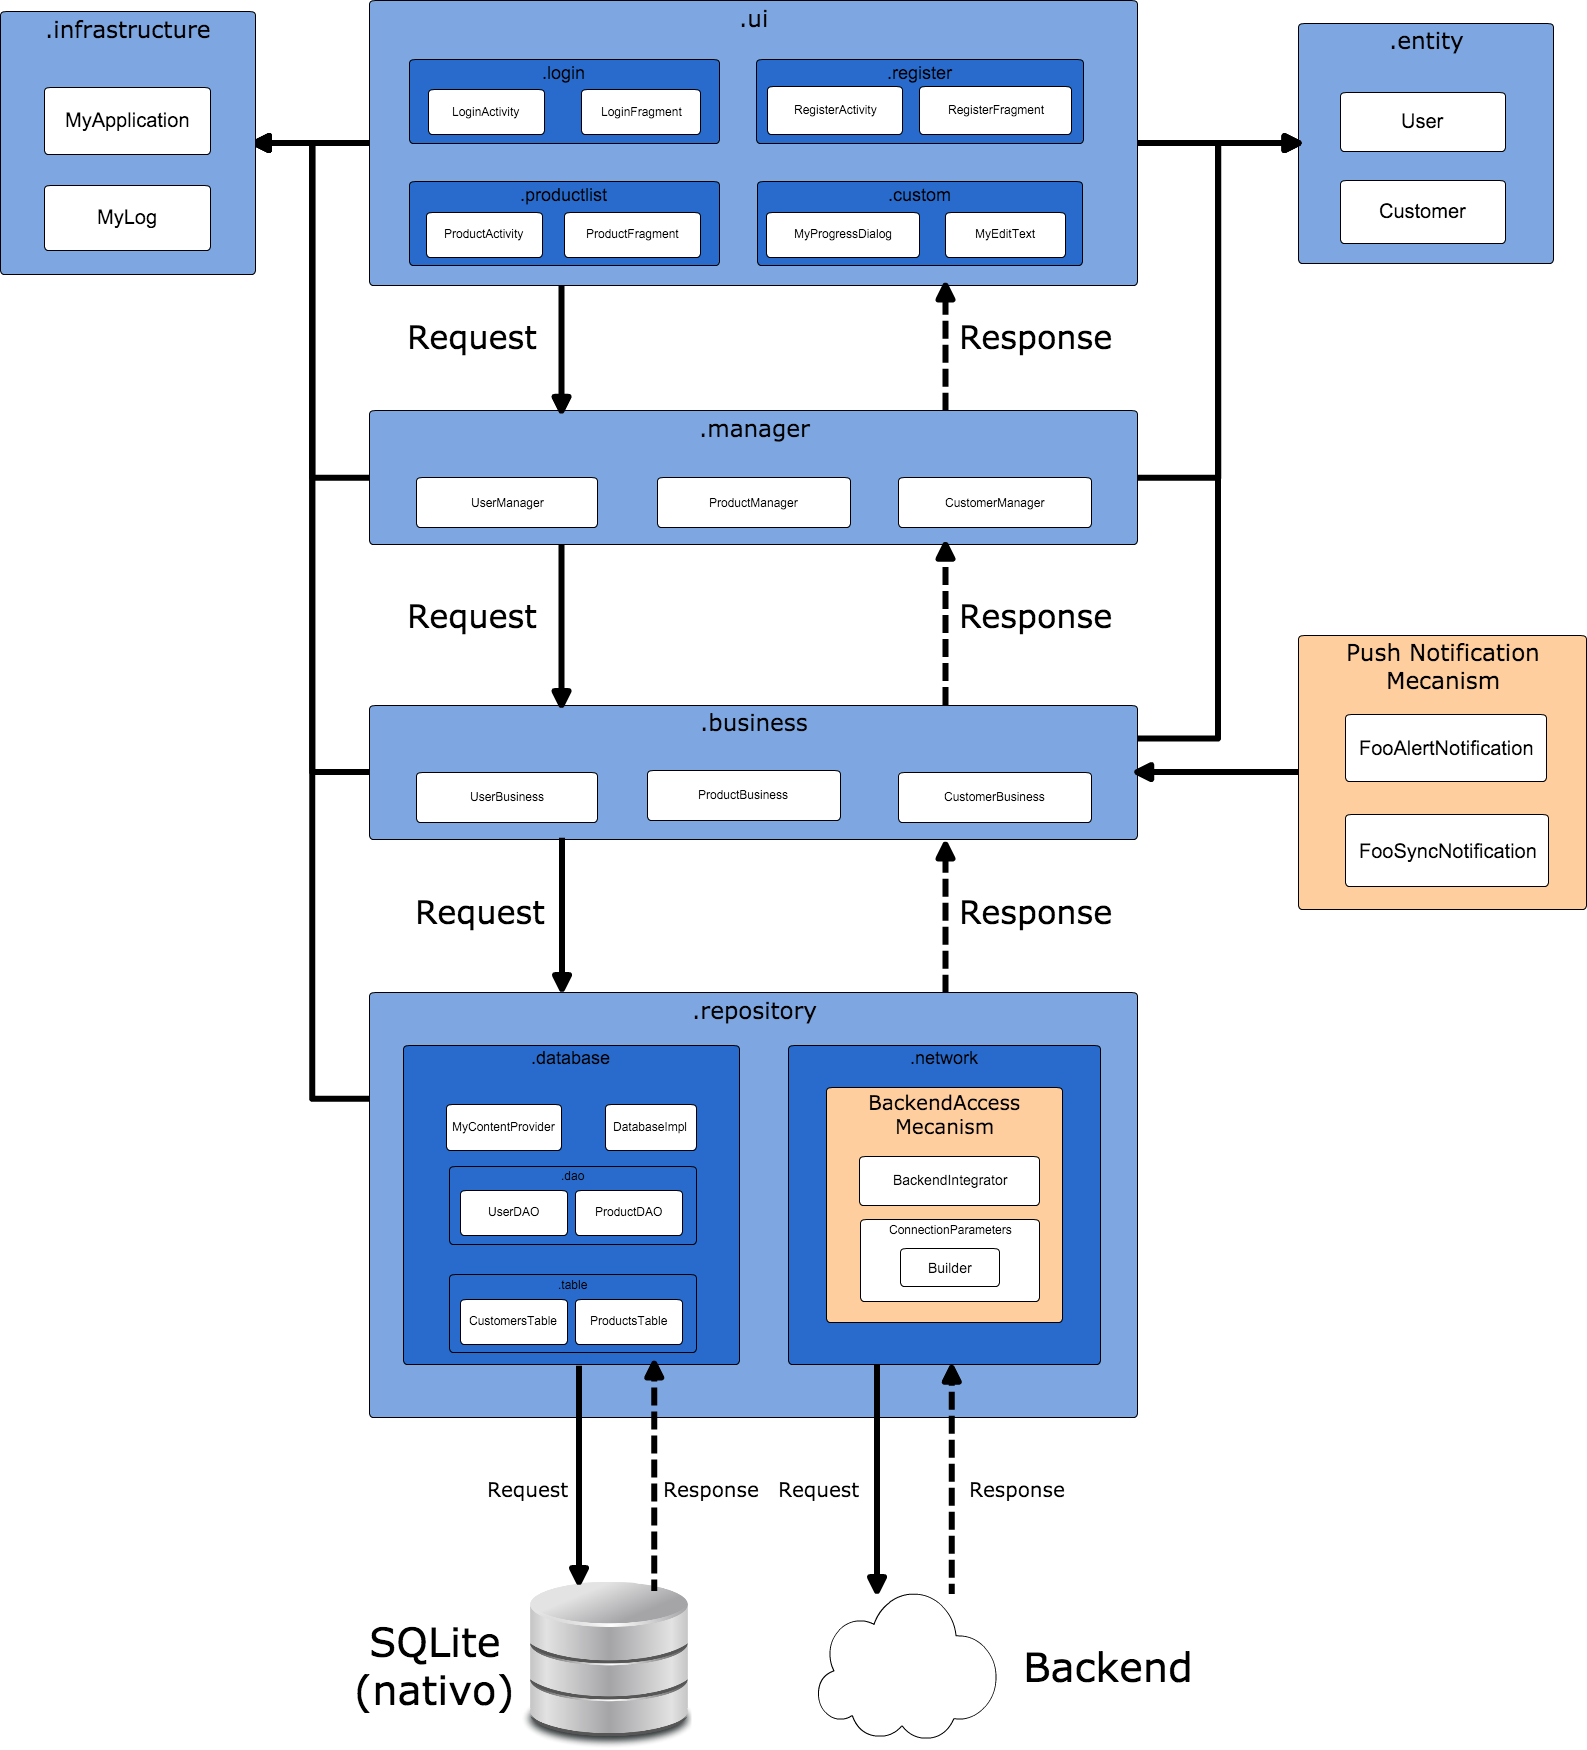 .infrastructure
MyApplication
MyLog
.ui
.login
LoginActivity
LoginFragment
.register
RegisterActivity
RegisterFragment
.productlist
ProductActivity
ProductFragment
.custom
MyProgressDialog
MyEditText
.entity
User
Customer
Request
Response
.manager
UserManager
ProductManager
CustomerManager
Request
Response
.business
UserBusiness
ProductBusiness
CustomerBusiness
Push Notification
Mecanism
FooAlertNotification
FooSyncNotification
Request
Response
.repository
.database
MyContentProvider
DatabaseImpl
.dao
UserDAO
ProductDAO
.table
CustomersTable
ProductsTable
.network
BackendAccess
Mecanism
BackendIntegrator
ConnectionParameters
Builder
Request
Response
Request
Response
SQLite
(nativo)
Backend